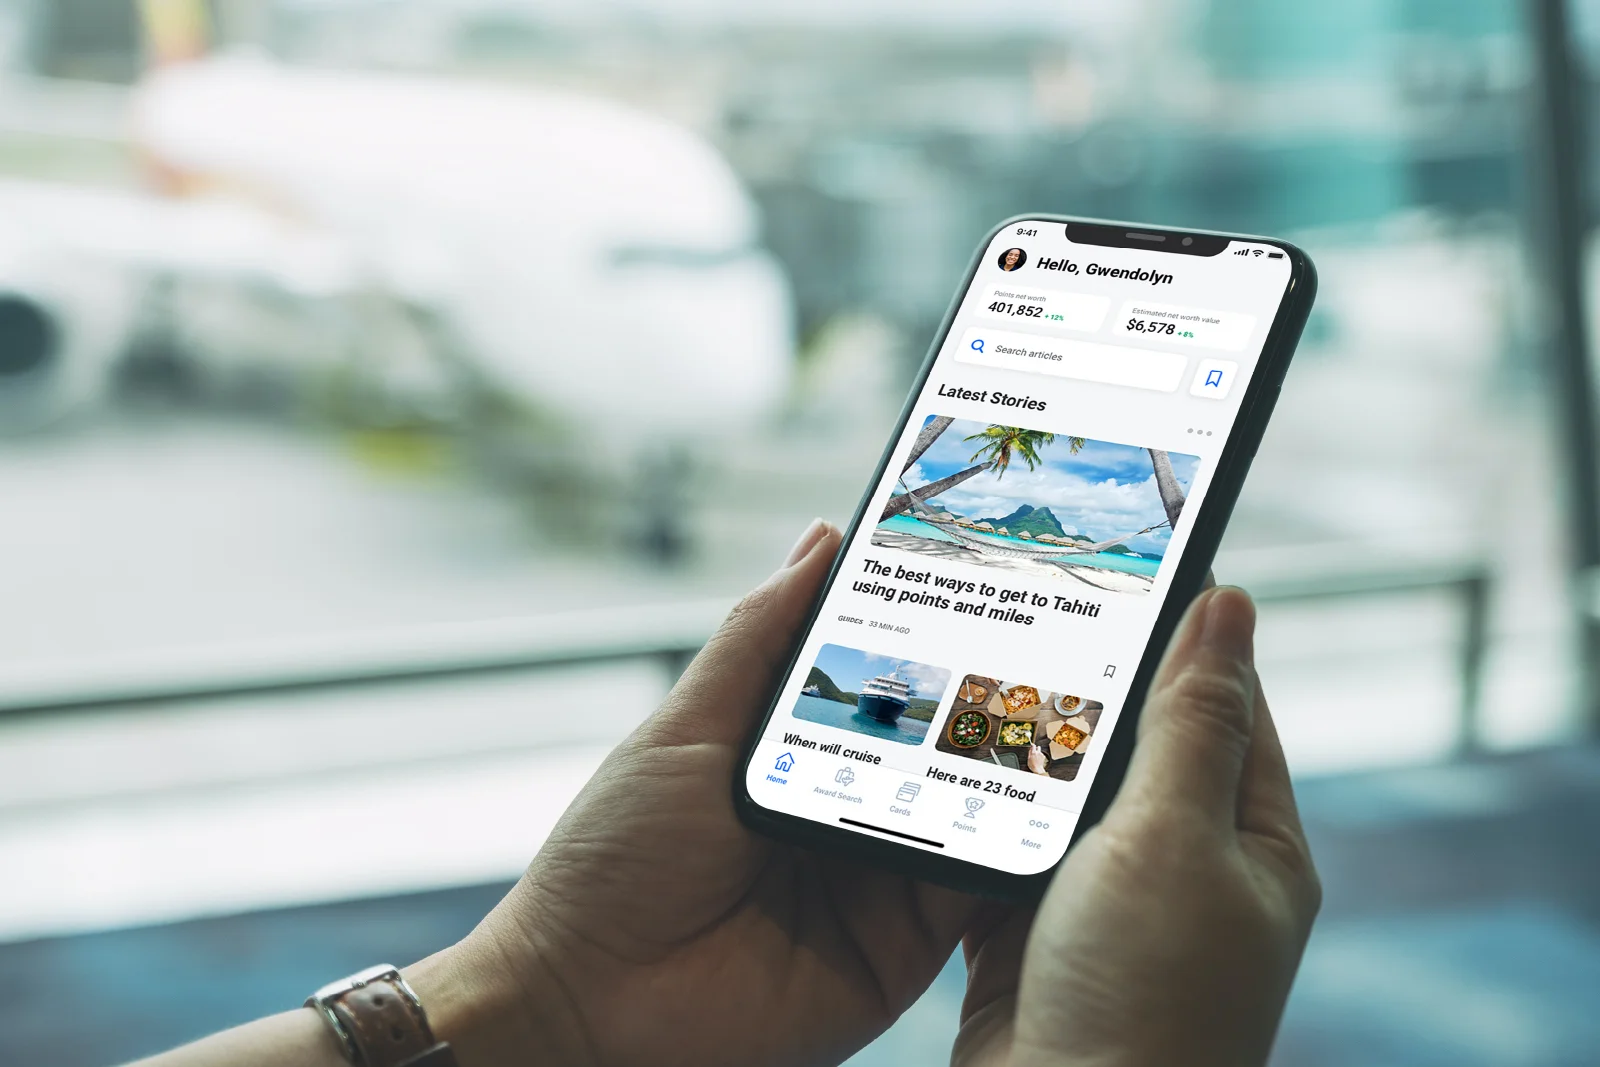 9:41
Hello, Gwendolyn
Points net worth
401,852 +12%
Estimated net worth value
$6,578 +8%
Search articles
Latest Stories
The best ways to get to Tahiti
using points and miles
GUIDES 33 MIN AGO
When will cruise
Here are 23 food
Home
Award Search
Cards
Points
More